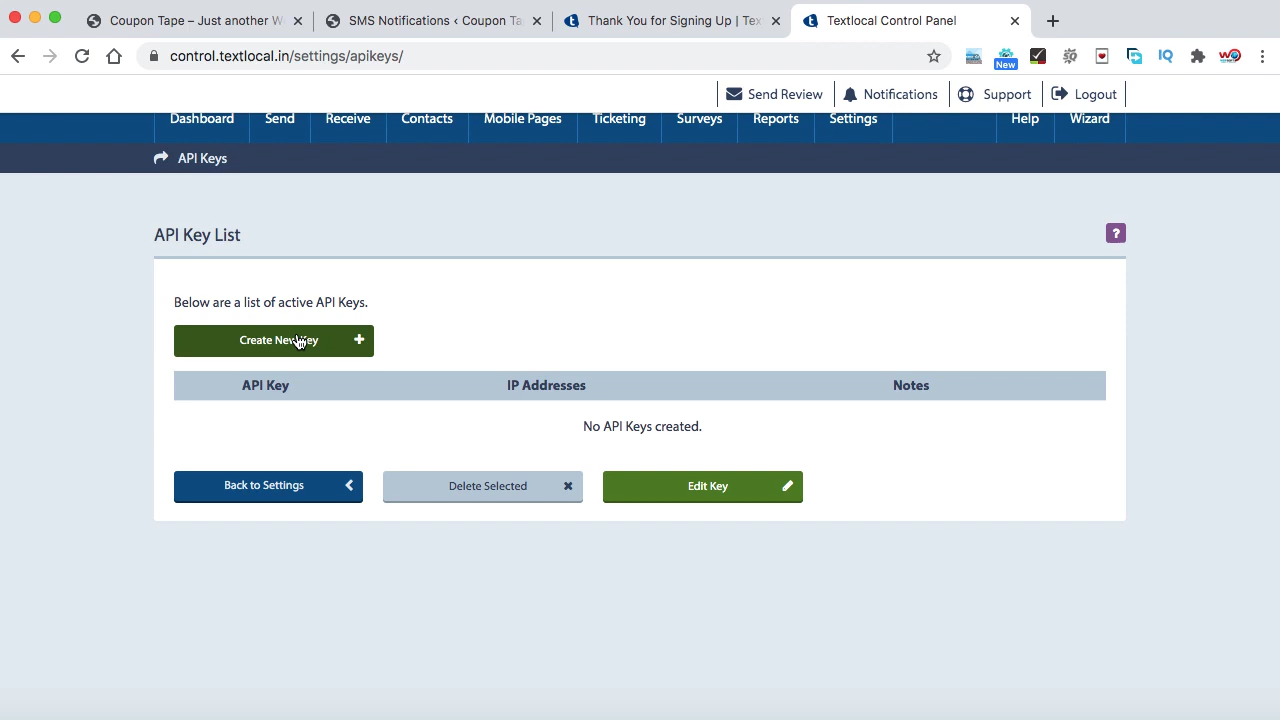 Coupon Tape – Just another W
SMS Notifications ‹ Coupon Ta
Thank You for Signing Up | Tex
Textlocal Control Panel
control.textlocal.in/settings/apikeys/
New
IQ
Send Review
Notifications
Support
Logout
Dashboard
Send
Receive
Contacts
Mobile Pages
Ticketing
Surveys
Reports
Settings
Help
Wizard
API Keys
API Key List
?
Below are a list of active API Keys.
Create New Key
API Key IP Addresses Notes
No API Keys created.
Back to Settings
Delete Selected
Edit Key